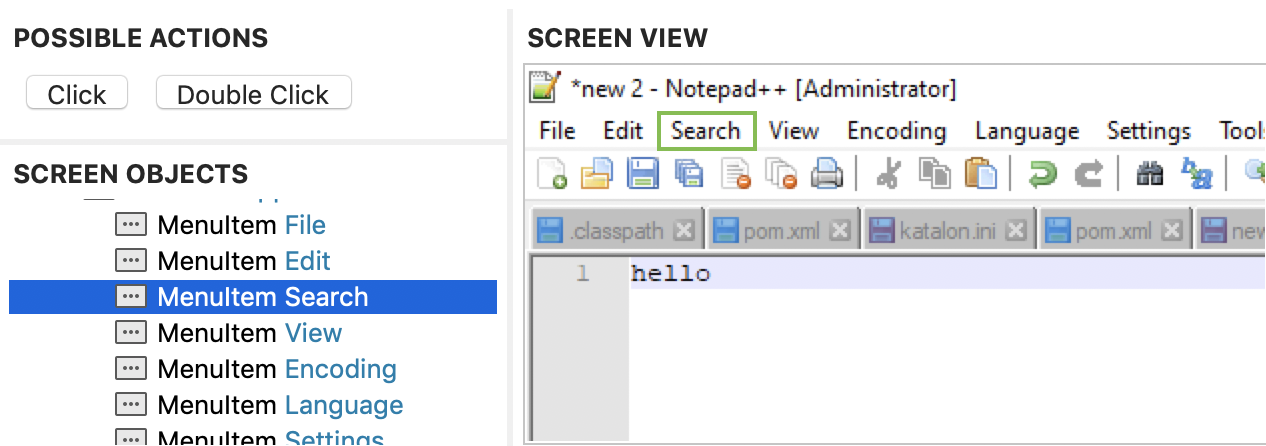 POSSIBLE ACTIONS
Click
Double Click
SCREEN OBJECTS
MenuItem File
MenuItem Edit
MenuItem Search
MenuItem View
MenuItem Encoding
MenuItem Language
MenuItem Settings
SCREEN VIEW
*new 2 - Notepad++ [Administrator]
File Edit Search View Encoding Language Settings Tools
.classpath pom.xml katalon.ini pom.xml new
1 hello